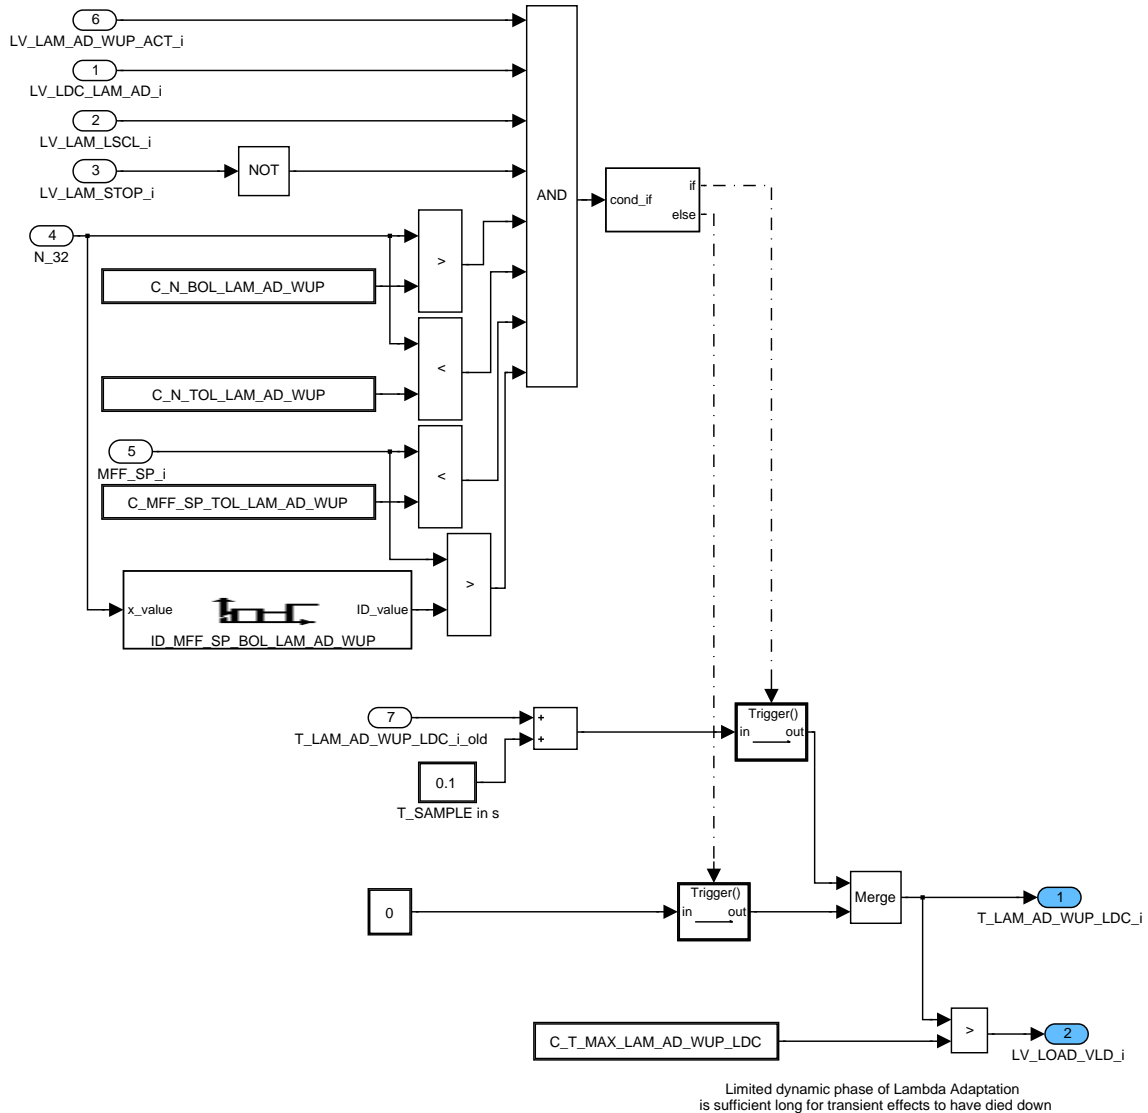 6
LV_LAM_AD_WUP_ACT_i
1
LV_LDC_LAM_AD_i
2
LV_LAM_LSCL_i
3
LV_LAM_STOP_i
NOT
AND
cond_if
if
else
4
N_32
>
C_N_BOL_LAM_AD_WUP
<
C_N_TOL_LAM_AD_WUP
5
MFF_SP_i
<
C_MFF_SP_TOL_LAM_AD_WUP
>
x_value
ID_value
ID_MFF_SP_BOL_LAM_AD_WUP
7
T_LAM_AD_WUP_LDC_i_old
+
+
0.1
T_SAMPLE in s
Trigger()
in
out
0
Trigger()
in
out
Merge
1
T_LAM_AD_WUP_LDC_i
C_T_MAX_LAM_AD_WUP_LDC
>
2
LV_LOAD_VLD_i
Limited dynamic phase of Lambda Adaptation
is sufficient long for transient effects to have died down